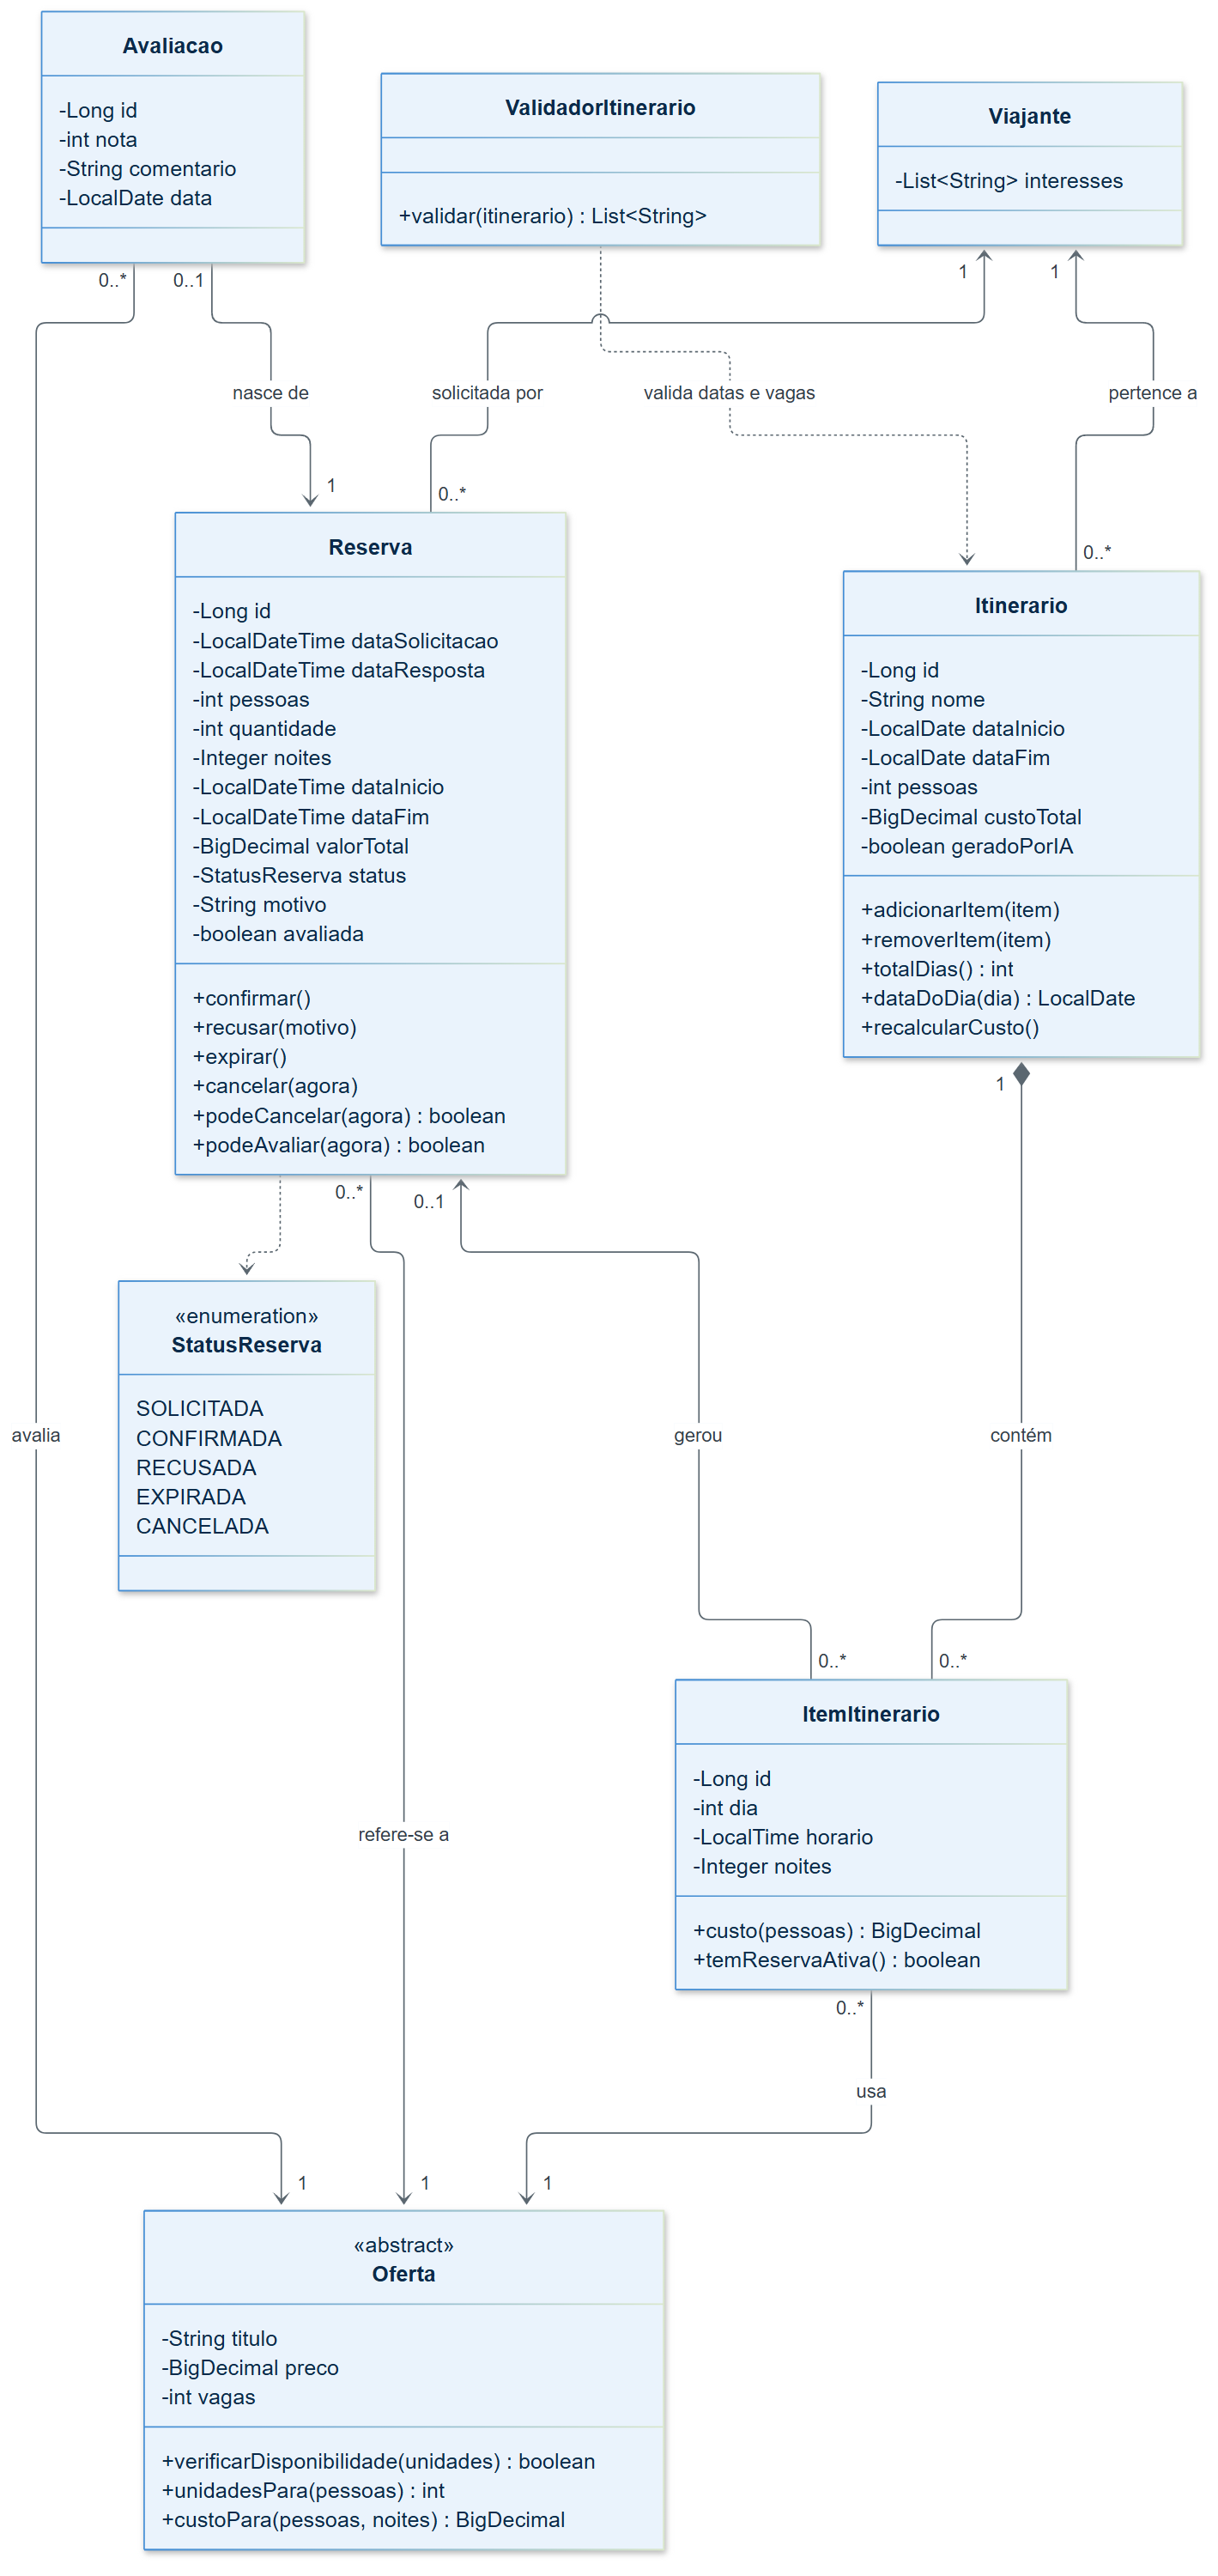 Avaliacao
-Long id
-int nota
-String comentario
-LocalDate data
ValidadorItinerario
+validar(itinerario) : List<String>
Viajante
-List<String> interesses
0..*
0..1
1
1
nasce de
solicitada por
valida datas e vagas
pertence a
1
0..*
0..*
Reserva
-Long id
-LocalDateTime dataSolicitacao
-LocalDateTime dataResposta
-int pessoas
-int quantidade
-Integer noites
-LocalDateTime dataInicio
-LocalDateTime dataFim
-BigDecimal valorTotal
-StatusReserva status
-String motivo
-boolean avaliada
+confirmar()
+recusar(motivo)
+expirar()
+cancelar(agora)
+podeCancelar(agora) : boolean
+podeAvaliar(agora) : boolean
Itinerario
-Long id
-String nome
-LocalDate dataInicio
-LocalDate dataFim
-int pessoas
-BigDecimal custoTotal
-boolean geradoPorIA
+adicionarItem(item)
+removerItem(item)
+totalDias() : int
+dataDoDia(dia) : LocalDate
+recalcularCusto()
1
0..*
0..1
«enumeration»
StatusReserva
SOLICITADA
CONFIRMADA
RECUSADA
EXPIRADA
CANCELADA
avalia
gerou
contém
0..*
0..*
ItemItinerario
-Long id
-int dia
-LocalTime horario
-Integer noites
+custo(pessoas) : BigDecimal
+temReservaAtiva() : boolean
refere-se a
0..*
usa
1
1
1
«abstract»
Oferta
-String titulo
-BigDecimal preco
-int vagas
+verificarDisponibilidade(unidades) : boolean
+unidadesPara(pessoas) : int
+custoPara(pessoas, noites) : BigDecimal